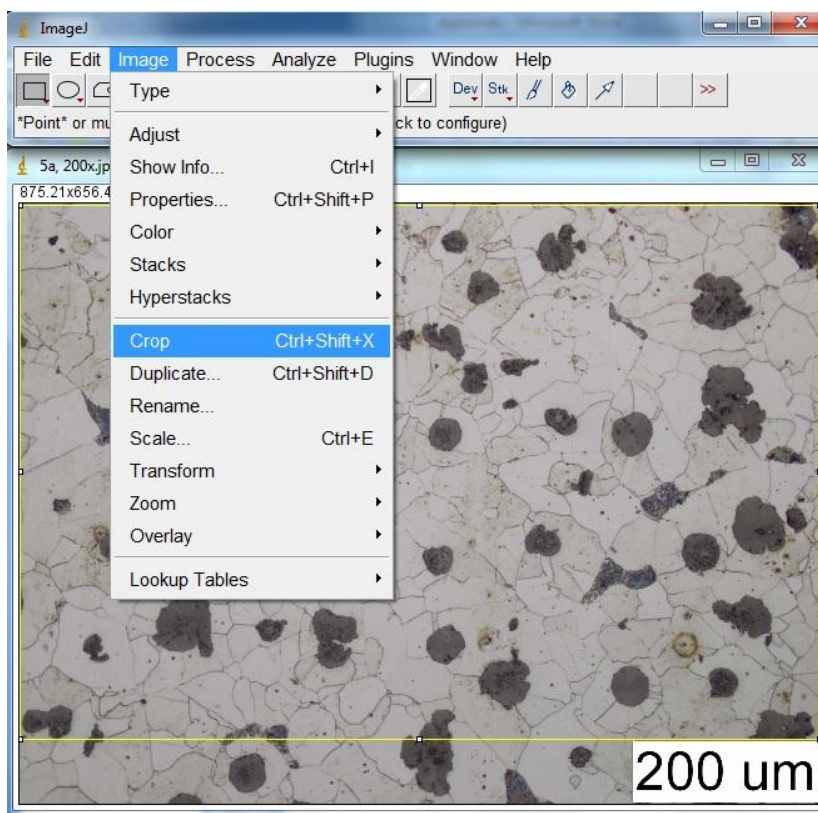 ImageJ
File Edit Image Process Analyze Plugins Window Help
Dev Stk >>
*Point* or mu ck to configure)
5a, 200x.jp
875.21x656.4
Type
Adjust
Show Info... Ctrl+I
Properties... Ctrl+Shift+P
Color
Stacks
Hyperstacks
Crop Ctrl+Shift+X
Duplicate... Ctrl+Shift+D
Rename...
Scale... Ctrl+E
Transform
Zoom
Overlay
Lookup Tables
200 um